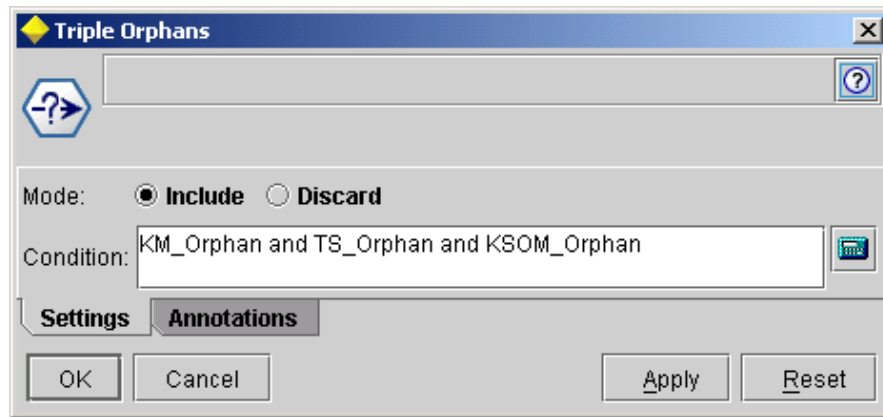 Triple Orphans
Mode: Include Discard
Condition: KM_Orphan and TS_Orphan and KSOM_Orphan
Settings Annotations
OK Cancel Apply Reset